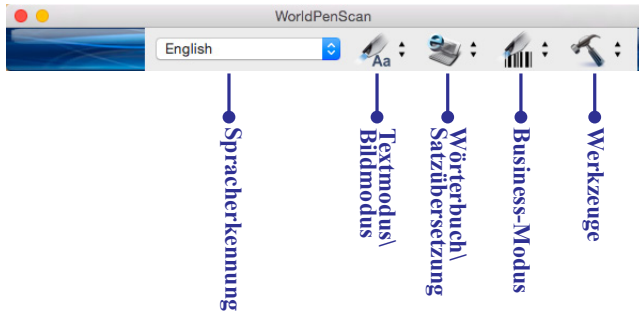 WorldPenScan
English
Aa
Spracherkennung
Textmodus\
Bildmodus
Wörterbuch\
Satzübersetzung
Business-Modus
Werkzeuge